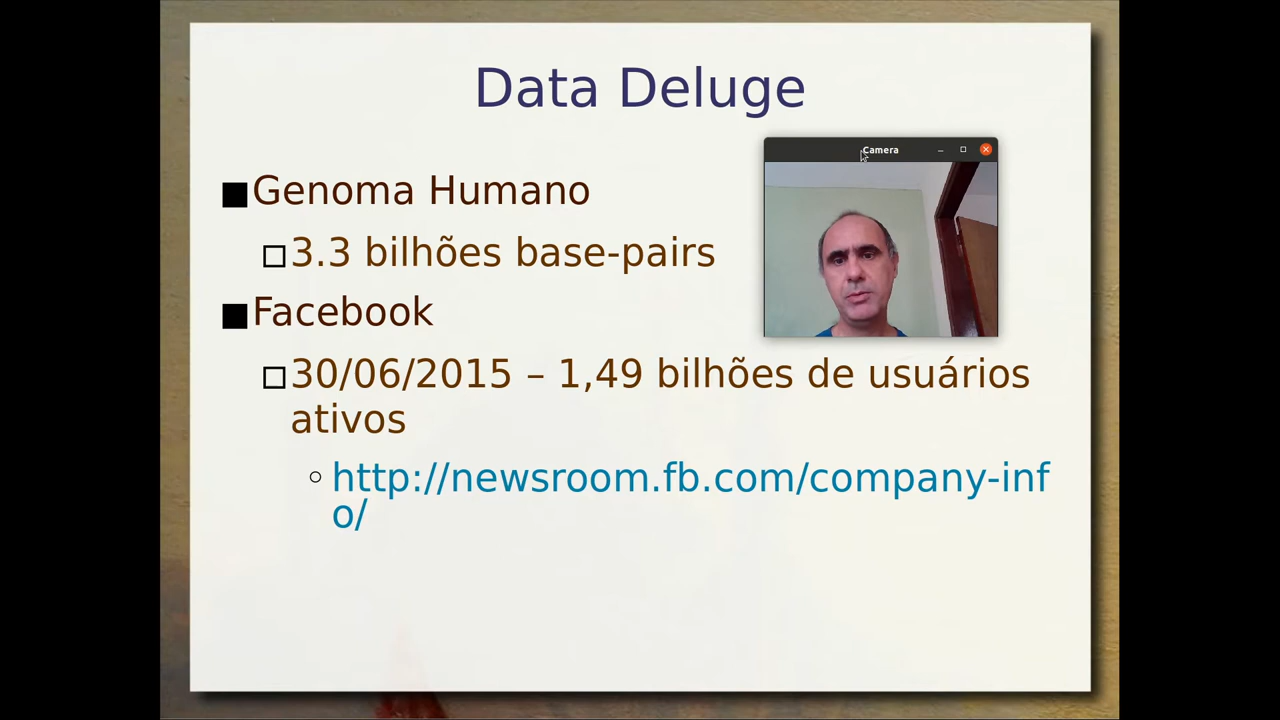 Data Deluge
Camera
Genoma Humano
3.3 bilhões base-pairs
Facebook
30/06/2015 – 1,49 bilhões de usuários
ativos
http://newsroom.fb.com/company-inf
o/